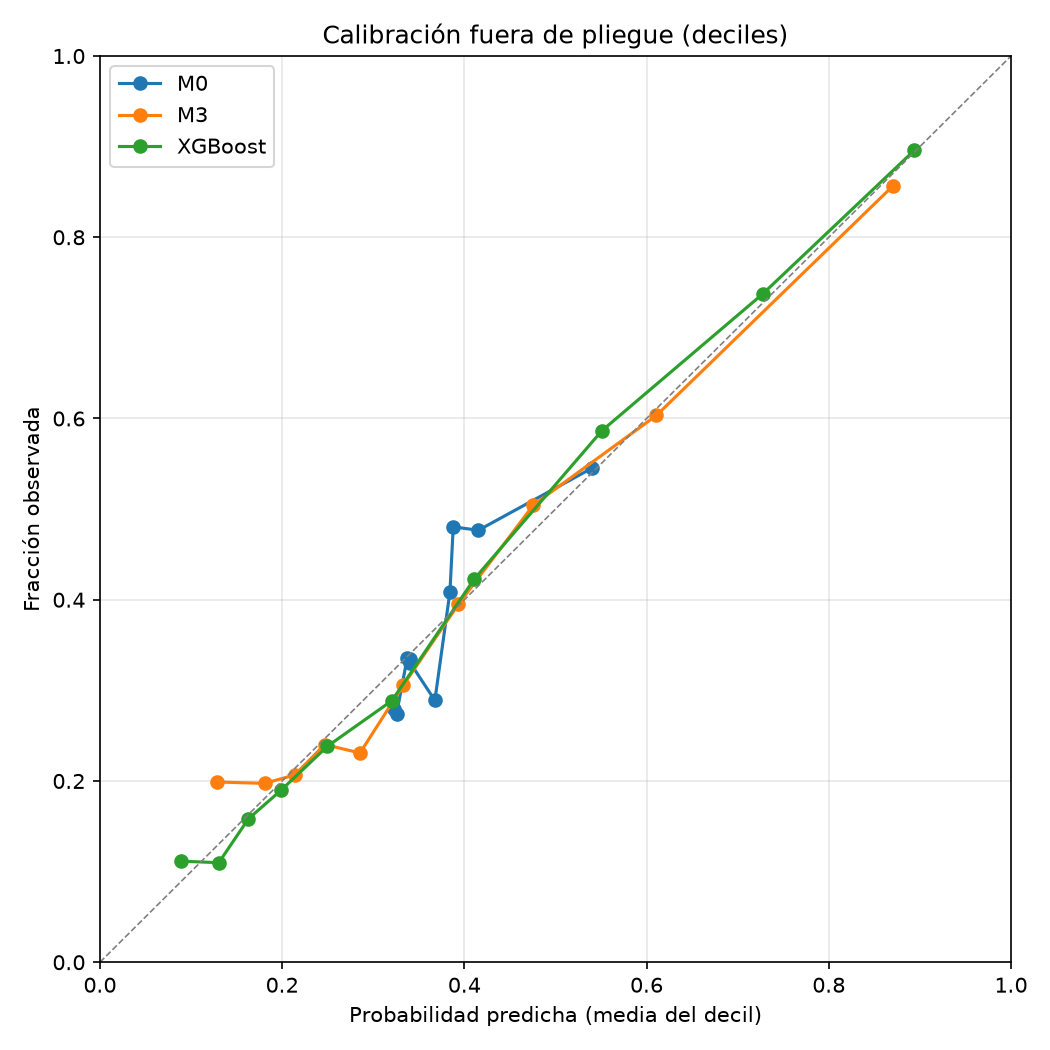 Calibración fuera de pliegue (deciles)
M0
M3
XGBoost
Fracción observada
1.0
0.8
0.6
0.4
0.2
0.0
0.0 0.2 0.4 0.6 0.8 1.0
Probabilidad predicha (media del decil)